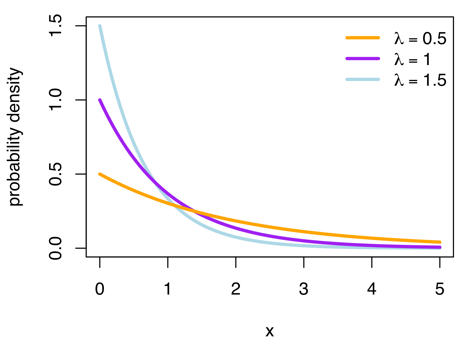 1.5
1.0
0.5
0.0
probability density
λ = 0.5
λ = 1
λ = 1.5
0 1 2 3 4 5
x